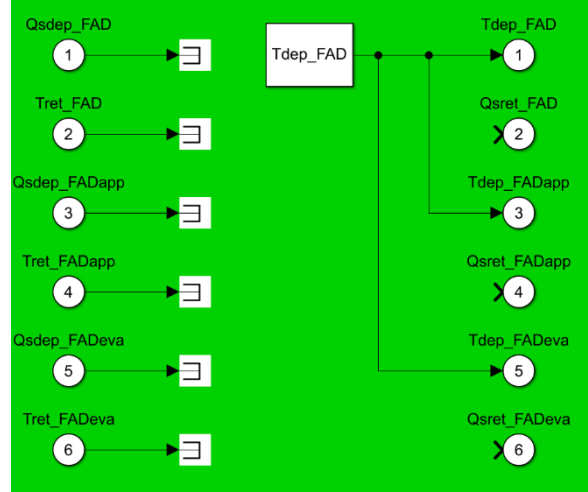 Qsdep_FAD
1
Tret_FAD
2
Qsdep_FADapp
3
Tret_FADapp
4
Qsdep_FADeva
5
Tret_FADeva
6
Tdep_FAD
Tdep_FAD
1
Qsret_FAD
2
Tdep_FADapp
3
Qsret_FADapp
4
Tdep_FADeva
5
Qsret_FADeva
6